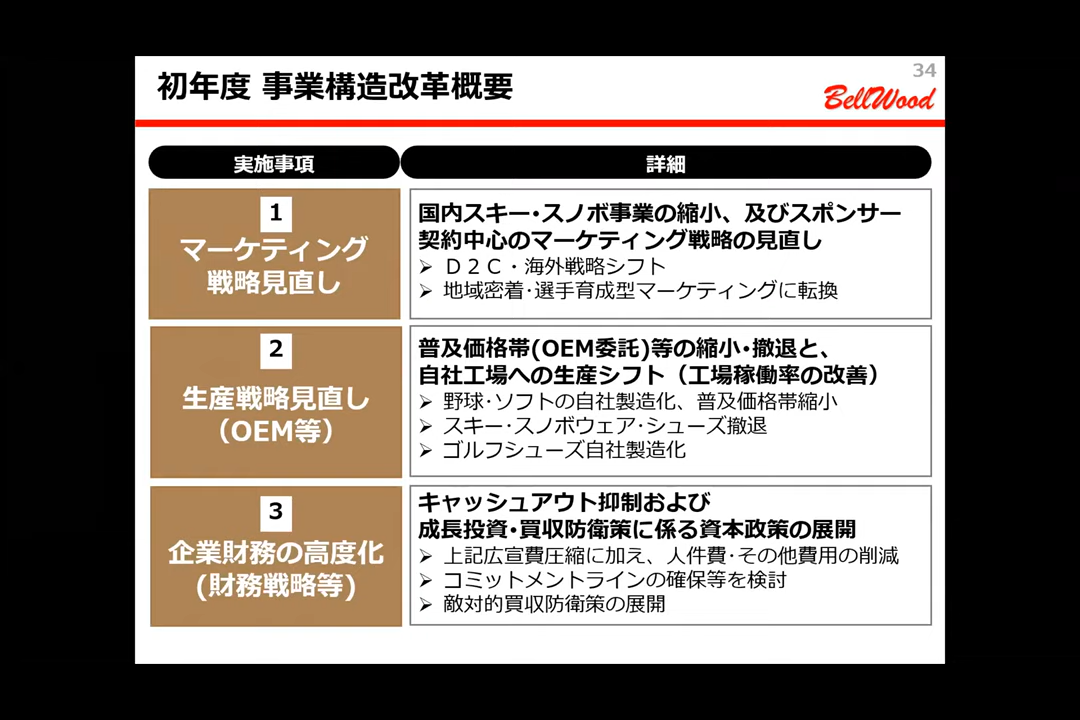 34
初年度 事業構造改革概要
BellWood
実施事項
詳細
1
マーケティング
戦略見直し
国内スキー・スノボ事業の縮小、及びスポンサー
契約中心のマーケティング戦略の見直し
➢ Ｄ２Ｃ・海外戦略シフト
➢ 地域密着・選手育成型マーケティングに転換
2
生産戦略見直し
（OEM等）
普及価格帯(OEM委託)等の縮小・撤退と、
自社工場への生産シフト（工場稼働率の改善）
➢ 野球・ソフトの自社製造化、普及価格帯縮小
➢ スキー・スノボウェア・シューズ撤退
➢ ゴルフシューズ自社製造化
3
企業財務の高度化
(財務戦略等)
キャッシュアウト抑制および
成長投資・買収防衛策に係る資本政策の展開
➢ 上記広宣費圧縮に加え、人件費・その他費用の削減
➢ コミットメントラインの確保等を検討
➢ 敵対的買収防衛策の展開